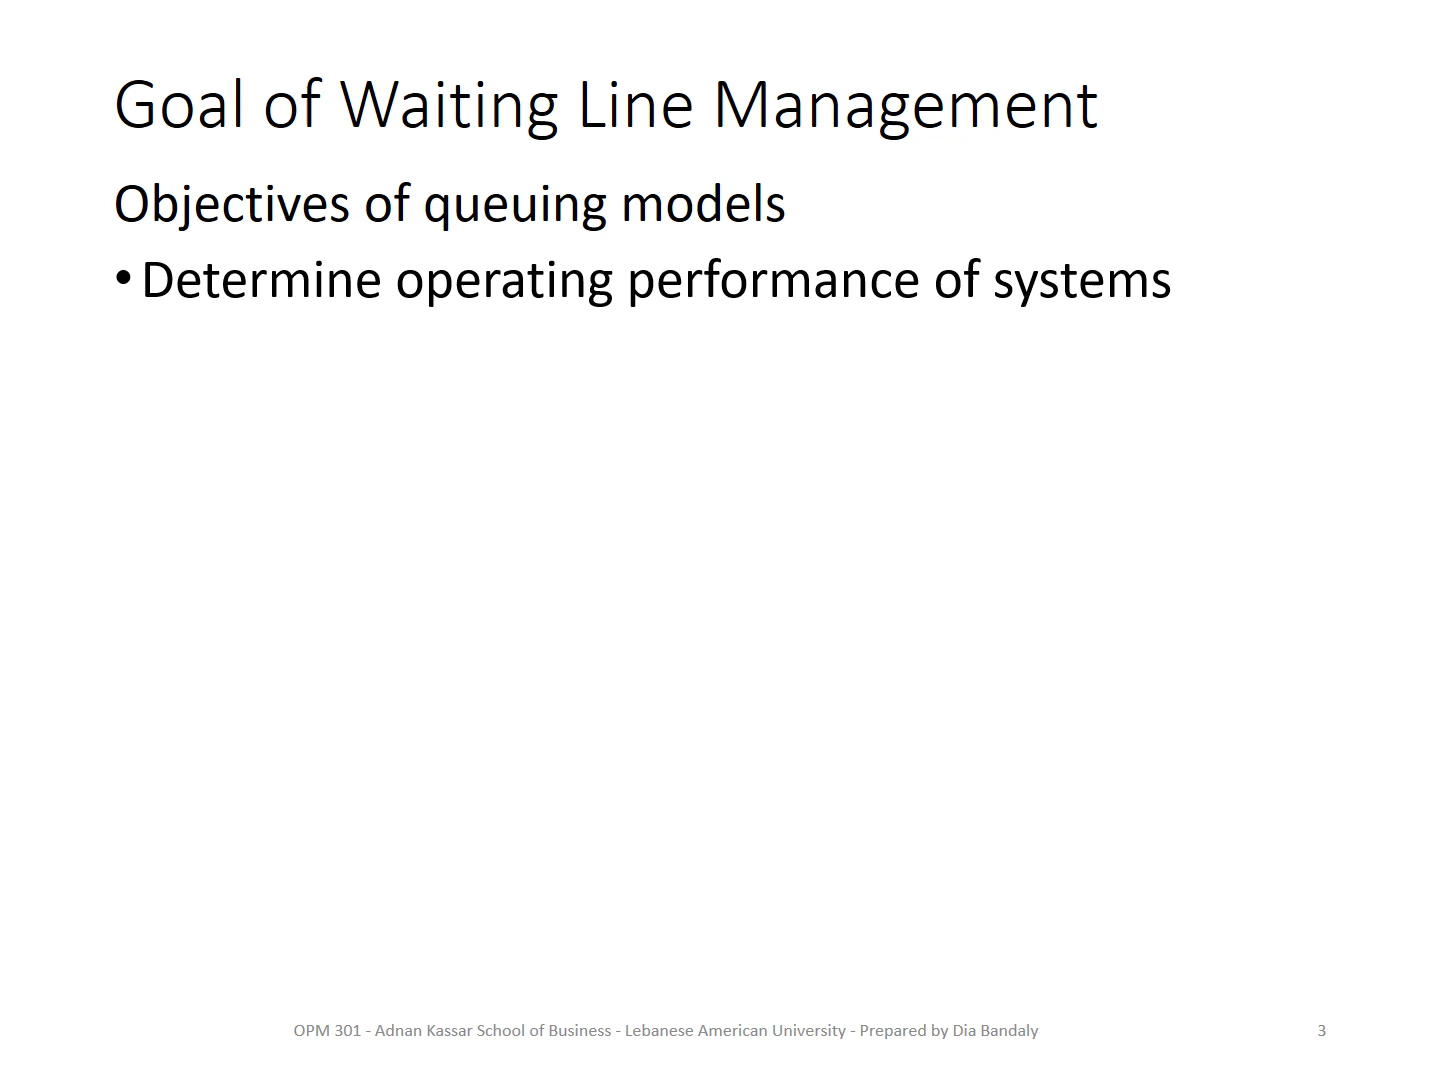 Goal of Waiting Line Management
Objectives of queuing models
• Determine operating performance of systems
OPM 301 - Adnan Kassar School of Business - Lebanese American University - Prepared by Dia Bandaly
3